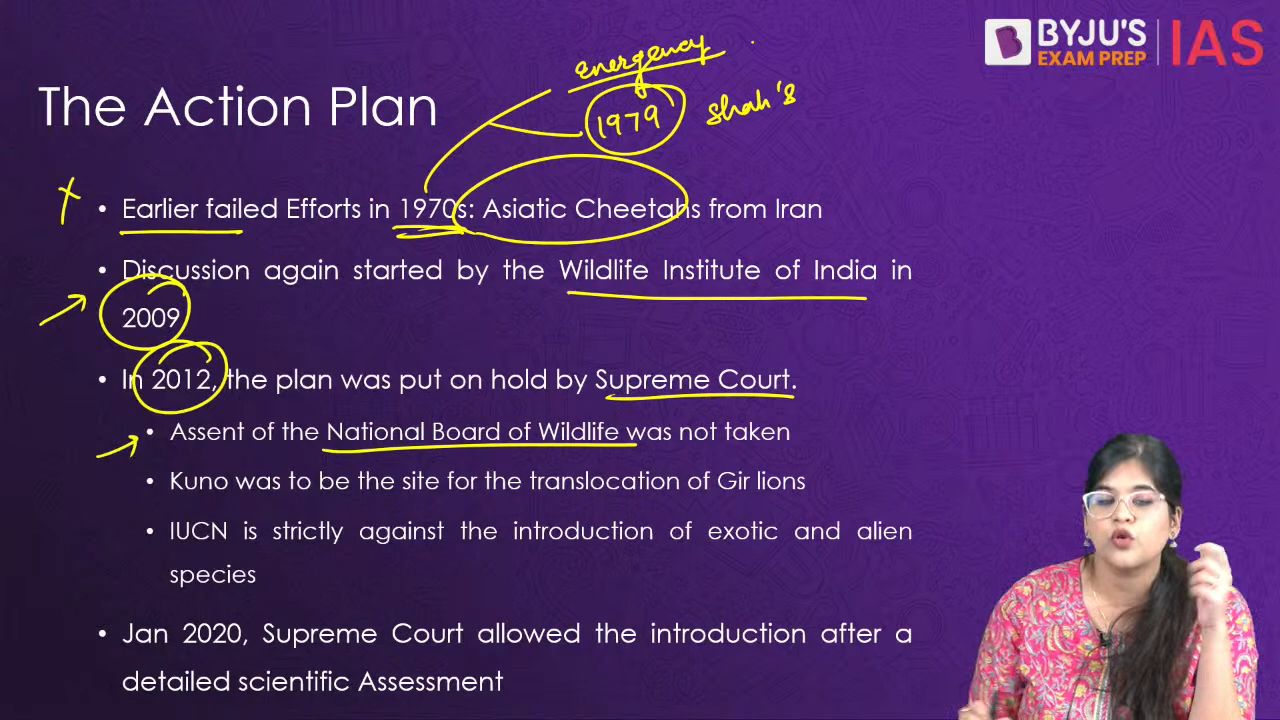 BYJU'S
EXAM PREP
IAS
emergency
The Action Plan
1979 Shah's
• Earlier failed Efforts in 1970s: Asiatic Cheetahs from Iran
• Discussion again started by the Wildlife Institute of India in
2009
• In 2012, the plan was put on hold by Supreme Court.
• Assent of the National Board of Wildlife was not taken
• Kuno was to be the site for the translocation of Gir lions
• IUCN is strictly against the introduction of exotic and alien
species
• Jan 2020, Supreme Court allowed the introduction after a
detailed scientific Assessment